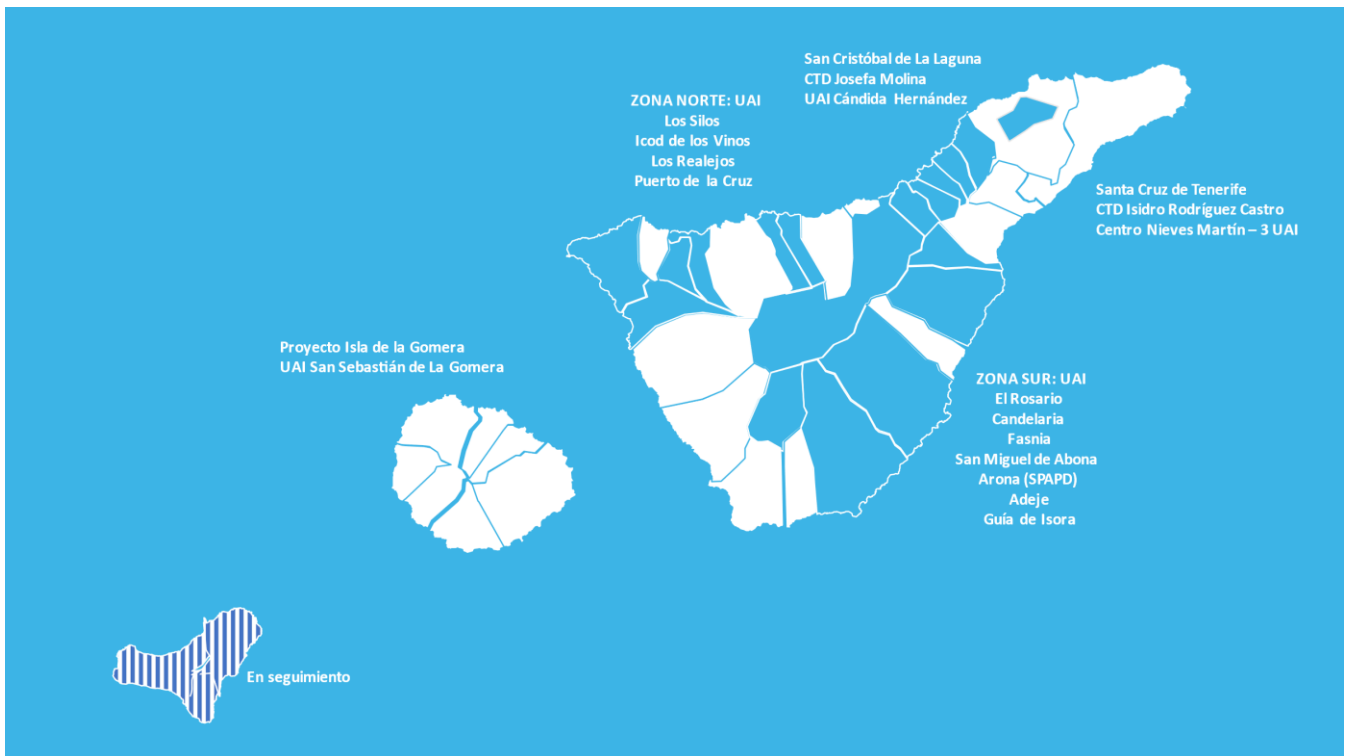 San Cristóbal de La Laguna
CTD Josefa Molina
UAI Cándida Hernández
ZONA NORTE: UAI
Los Silos
Icod de los Vinos
Los Realejos
Puerto de la Cruz
Santa Cruz de Tenerife
CTD Isidro Rodríguez Castro
Centro Nieves Martín – 3 UAI
Proyecto Isla de la Gomera
UAI San Sebastián de La Gomera
ZONA SUR: UAI
El Rosario
Candelaria
Fasnia
San Miguel de Abona
Arona (SPAPD)
Adeje
Guía de Isora
En seguimiento